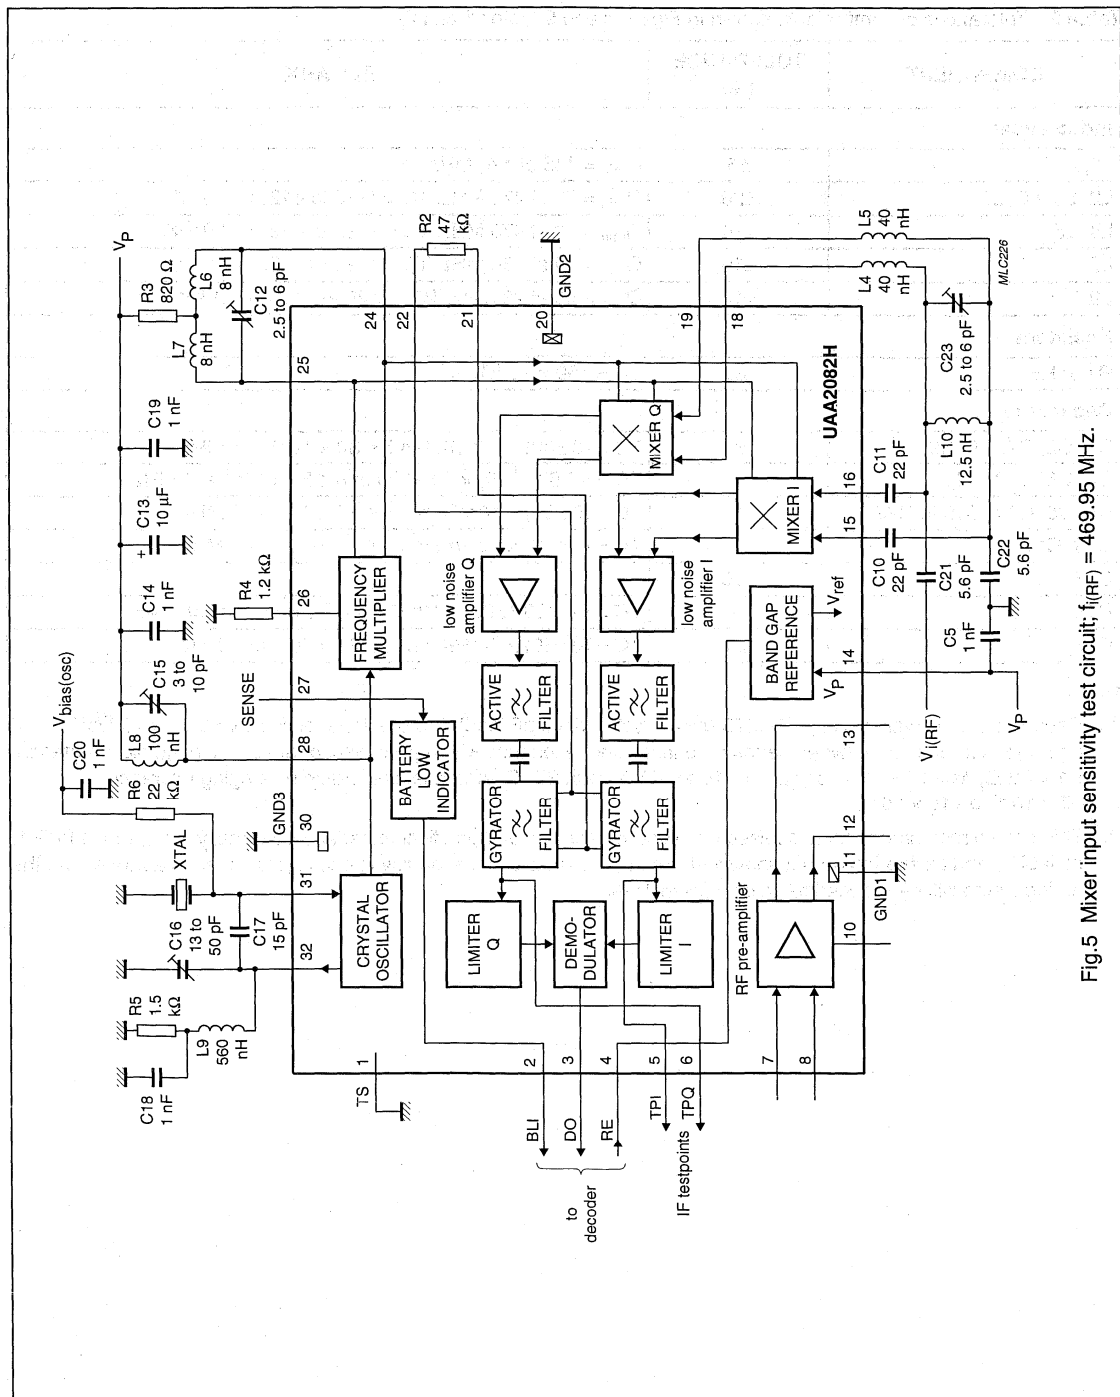 V_P
R3
820 Ω
L6
8 nH
L7
8 nH
C12
2.5 to 6 pF
C19
1 nF
C13
10 µF
+
C14
1 nF
C15
3 to
10 pF
L8
100
nH
V_bias(osc)
C20
1 nF
R6
22
kΩ
XTAL
C16
13 to
50 pF
C17
15 pF
R5
1.5
kΩ
L9
560
nH
C18
1 nF
R4
1.2 kΩ
SENSE
GND3
TS
R2
47
kΩ
GND2
L5
40
nH
L4
40
nH
MLC226
1
32
31
30
28
27
26
25
24
22
21
20
19
18
UAA2082H
CRYSTAL
OSCILLATOR
BATTERY
LOW
INDICATOR
FREQUENCY
MULTIPLIER
LIMITER
Q
GYRATOR
FILTER
ACTIVE
FILTER
low noise
amplifier Q
MIXER Q
DEMO-
DULATOR
LIMITER
I
GYRATOR
FILTER
ACTIVE
FILTER
low noise
amplifier I
MIXER I
RF pre-amplifier
BAND GAP
REFERENCE
V_ref
V_P
2
3
4
5
6
7
8
10
11
12
13
14
15
16
BLI
DO
RE
TPI
TPQ
to
decoder
IF testpoints
GND1
V_i(RF)
V_P
C5
1 nF
C22
5.6 pF
C21
5.6 pF
C10
22 pF
C11
22 pF
L10
12.5 nH
C23
2.5 to 6 pF
Fig.5 Mixer input sensitivity test circuit; f_i(RF) = 469.95 MHz.